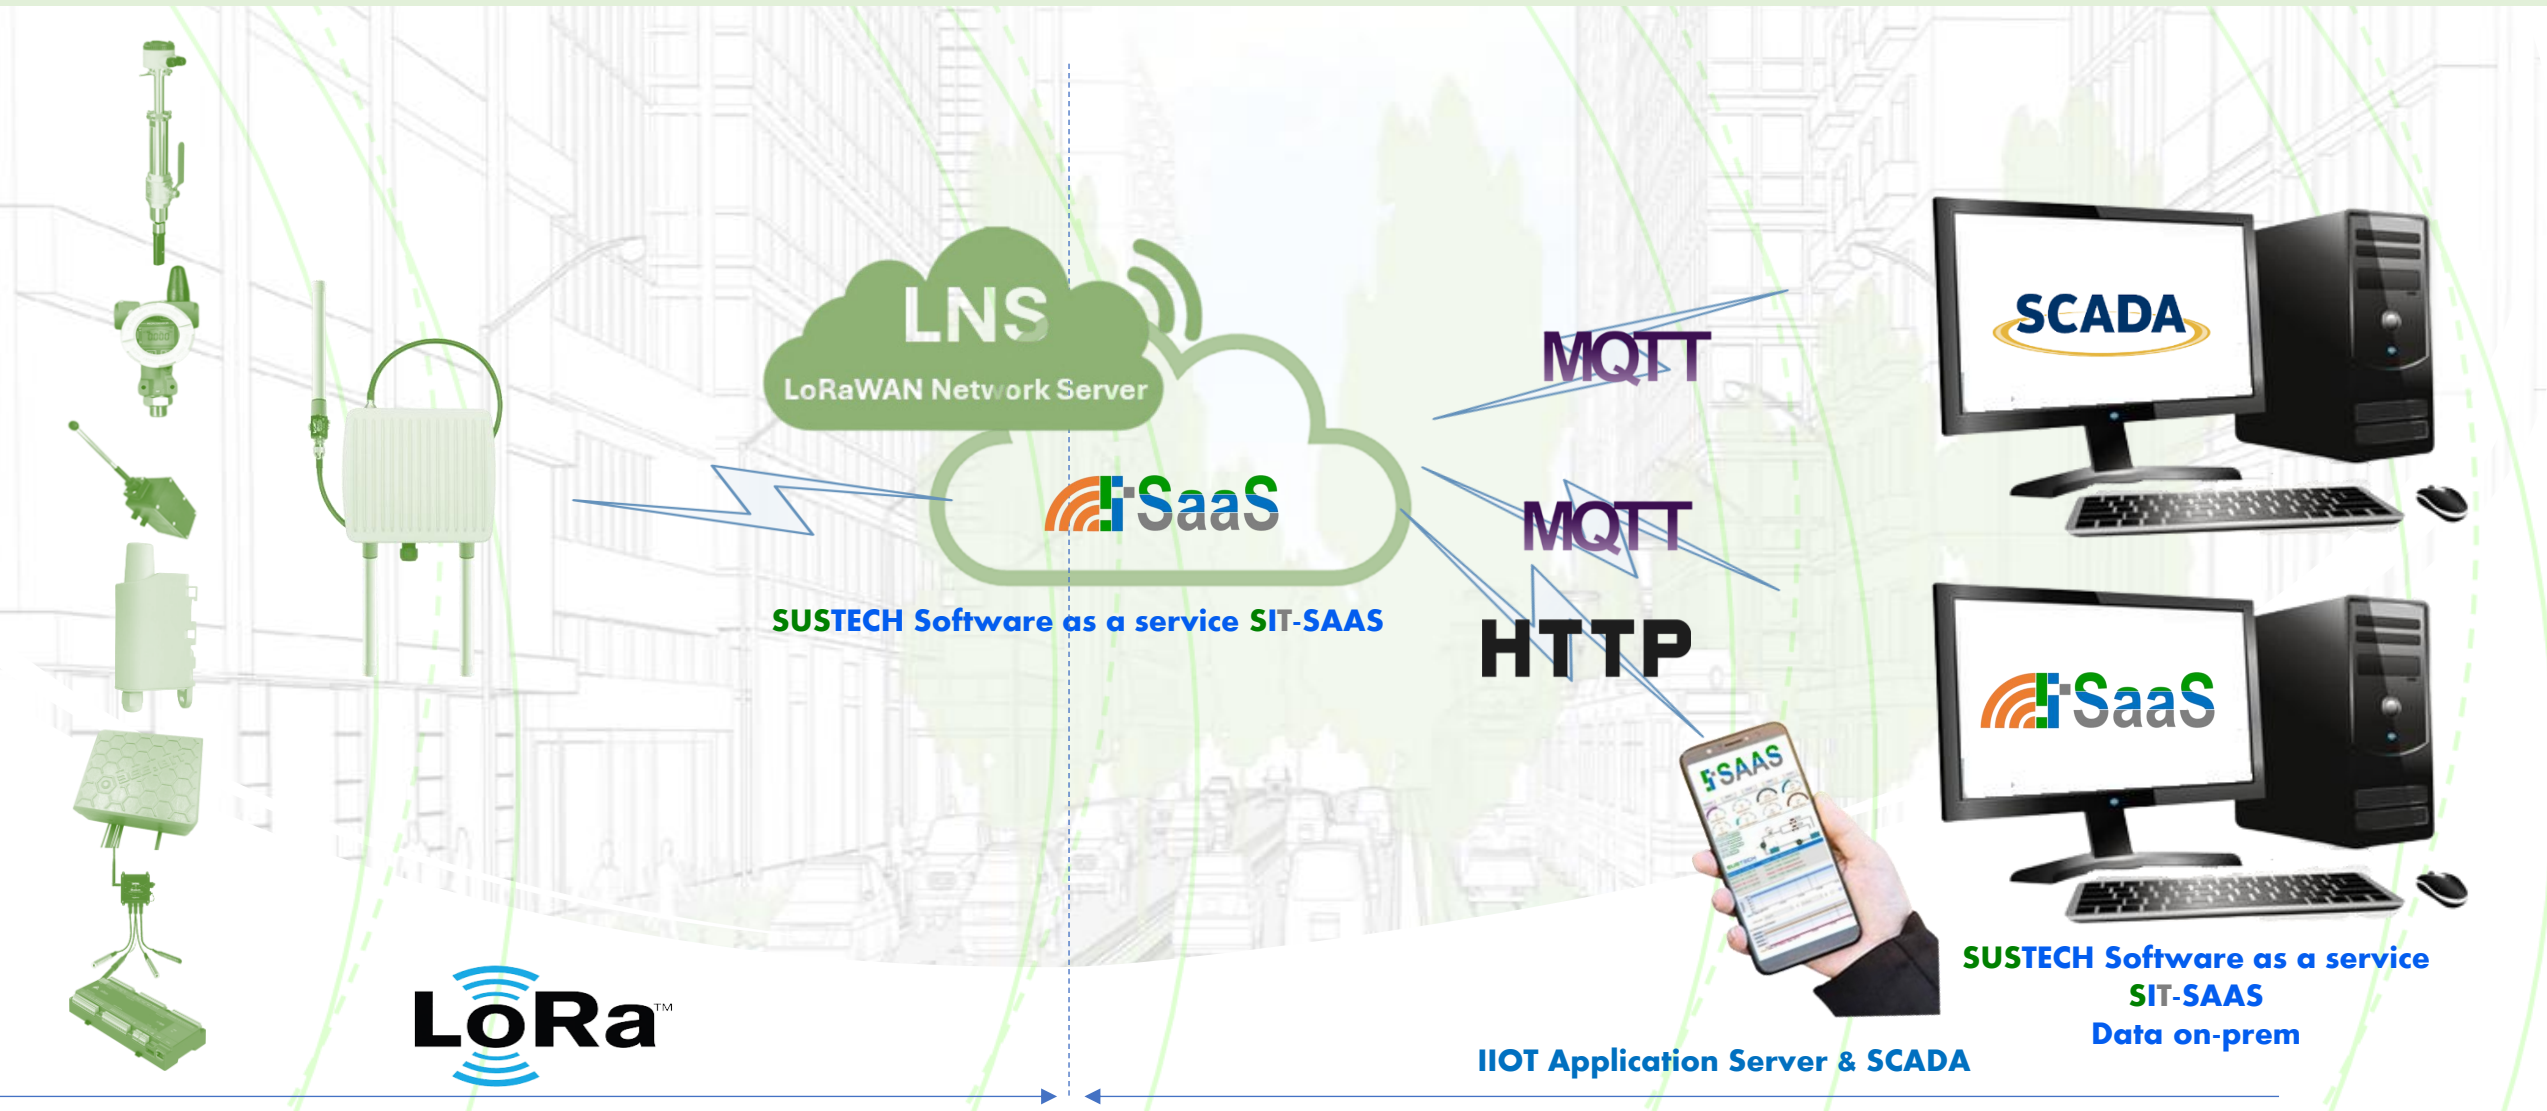 LNS
LoRaWAN Network Server
SaaS
SUSTECH Software as a service SIT-SAAS
LoRa™
MQTT
MQTT
HTTP
SCADA
SaaS
SAAS
SUSTECH
SUSTECH Software as a service
SIT-SAAS
Data on-prem
IIOT Application Server & SCADA